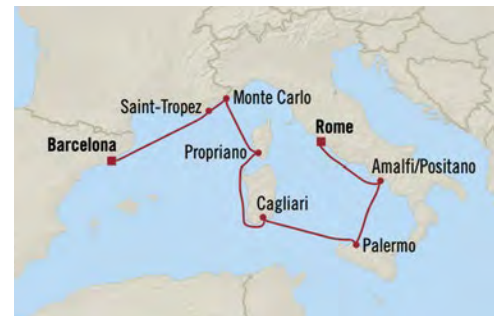 Saint-Tropez
Monte Carlo
Barcelona
Propriano
Rome
Amalfi/Positano
Cagliari
Palermo